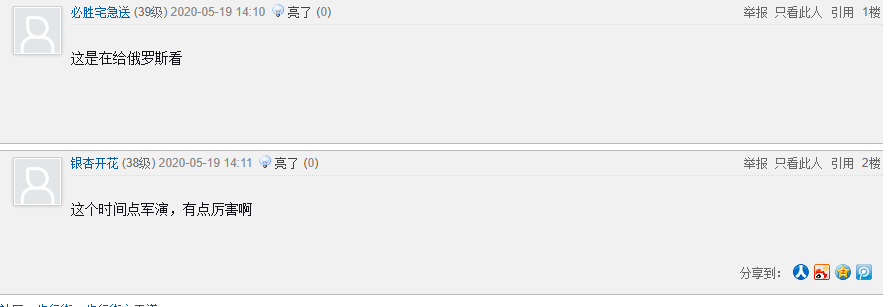 必胜宅急送 (39级) 2020-05-19 14:10 亮了 (0) 举报 只看此人 引用 1楼
这是在给俄罗斯看
银杏开花 (38级) 2020-05-19 14:11 亮了 (0) 举报 只看此人 引用 2楼
这个时间点军演，有点厉害啊
分享到：